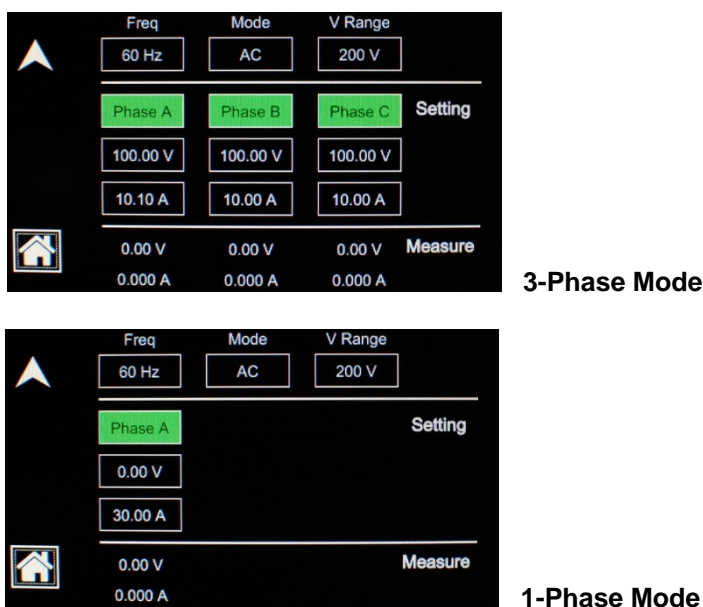 Freq Mode V Range
60 Hz AC 200 V
Phase A Phase B Phase C Setting
100.00 V 100.00 V 100.00 V
10.10 A 10.00 A 10.00 A
0.00 V 0.00 V 0.00 V Measure
0.000 A 0.000 A 0.000 A
3-Phase Mode
Freq Mode V Range
60 Hz AC 200 V
Phase A Setting
0.00 V
30.00 A
0.00 V Measure
0.000 A
1-Phase Mode